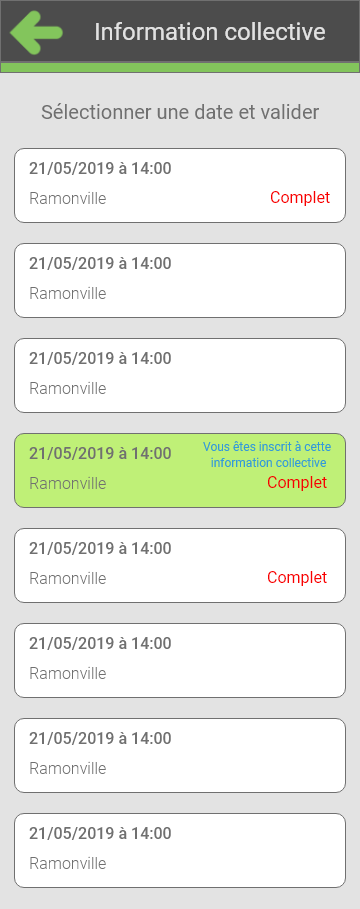 Information collective
Sélectionner une date et valider
21/05/2019 à 14:00
Ramonville Complet
21/05/2019 à 14:00
Ramonville
21/05/2019 à 14:00
Ramonville
21/05/2019 à 14:00
Vous êtes inscrit à cette
information collective
Ramonville Complet
21/05/2019 à 14:00
Ramonville Complet
21/05/2019 à 14:00
Ramonville
21/05/2019 à 14:00
Ramonville
21/05/2019 à 14:00
Ramonville